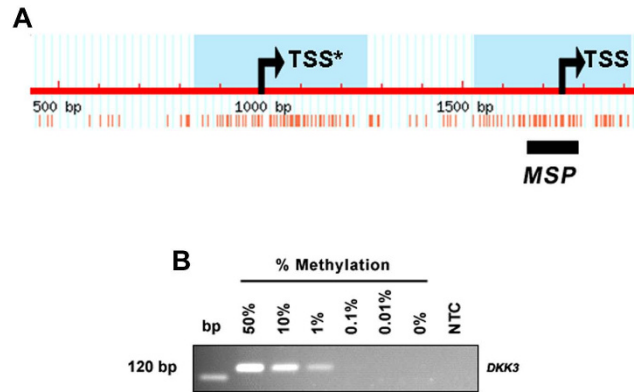 A
TSS*
TSS
500 bp
1000 bp
1500 bp
MSP
B
% Methylation
bp
50%
10%
1%
0.1%
0.01%
0%
NTC
120 bp
DKK3